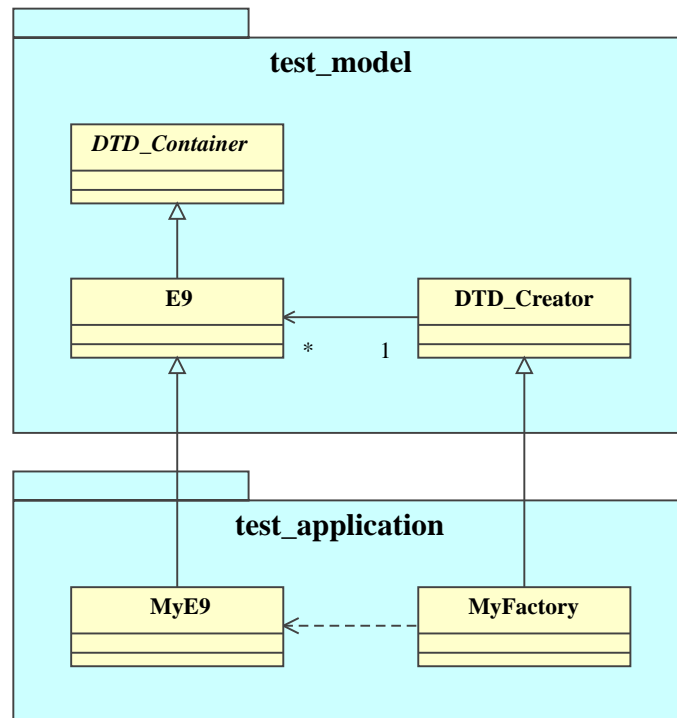 test_model
DTD_Container
E9 DTD_Creator
* 1
test_application
MyE9 MyFactory